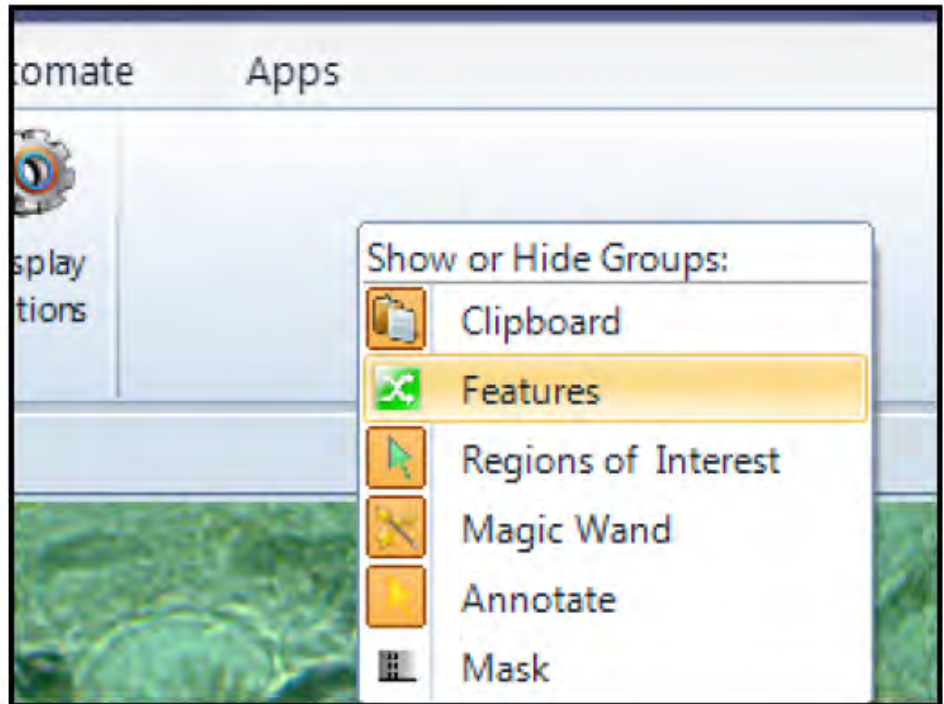 tomate Apps
splay
tions
Show or Hide Groups:
Clipboard
Features
Regions of Interest
Magic Wand
Annotate
Mask